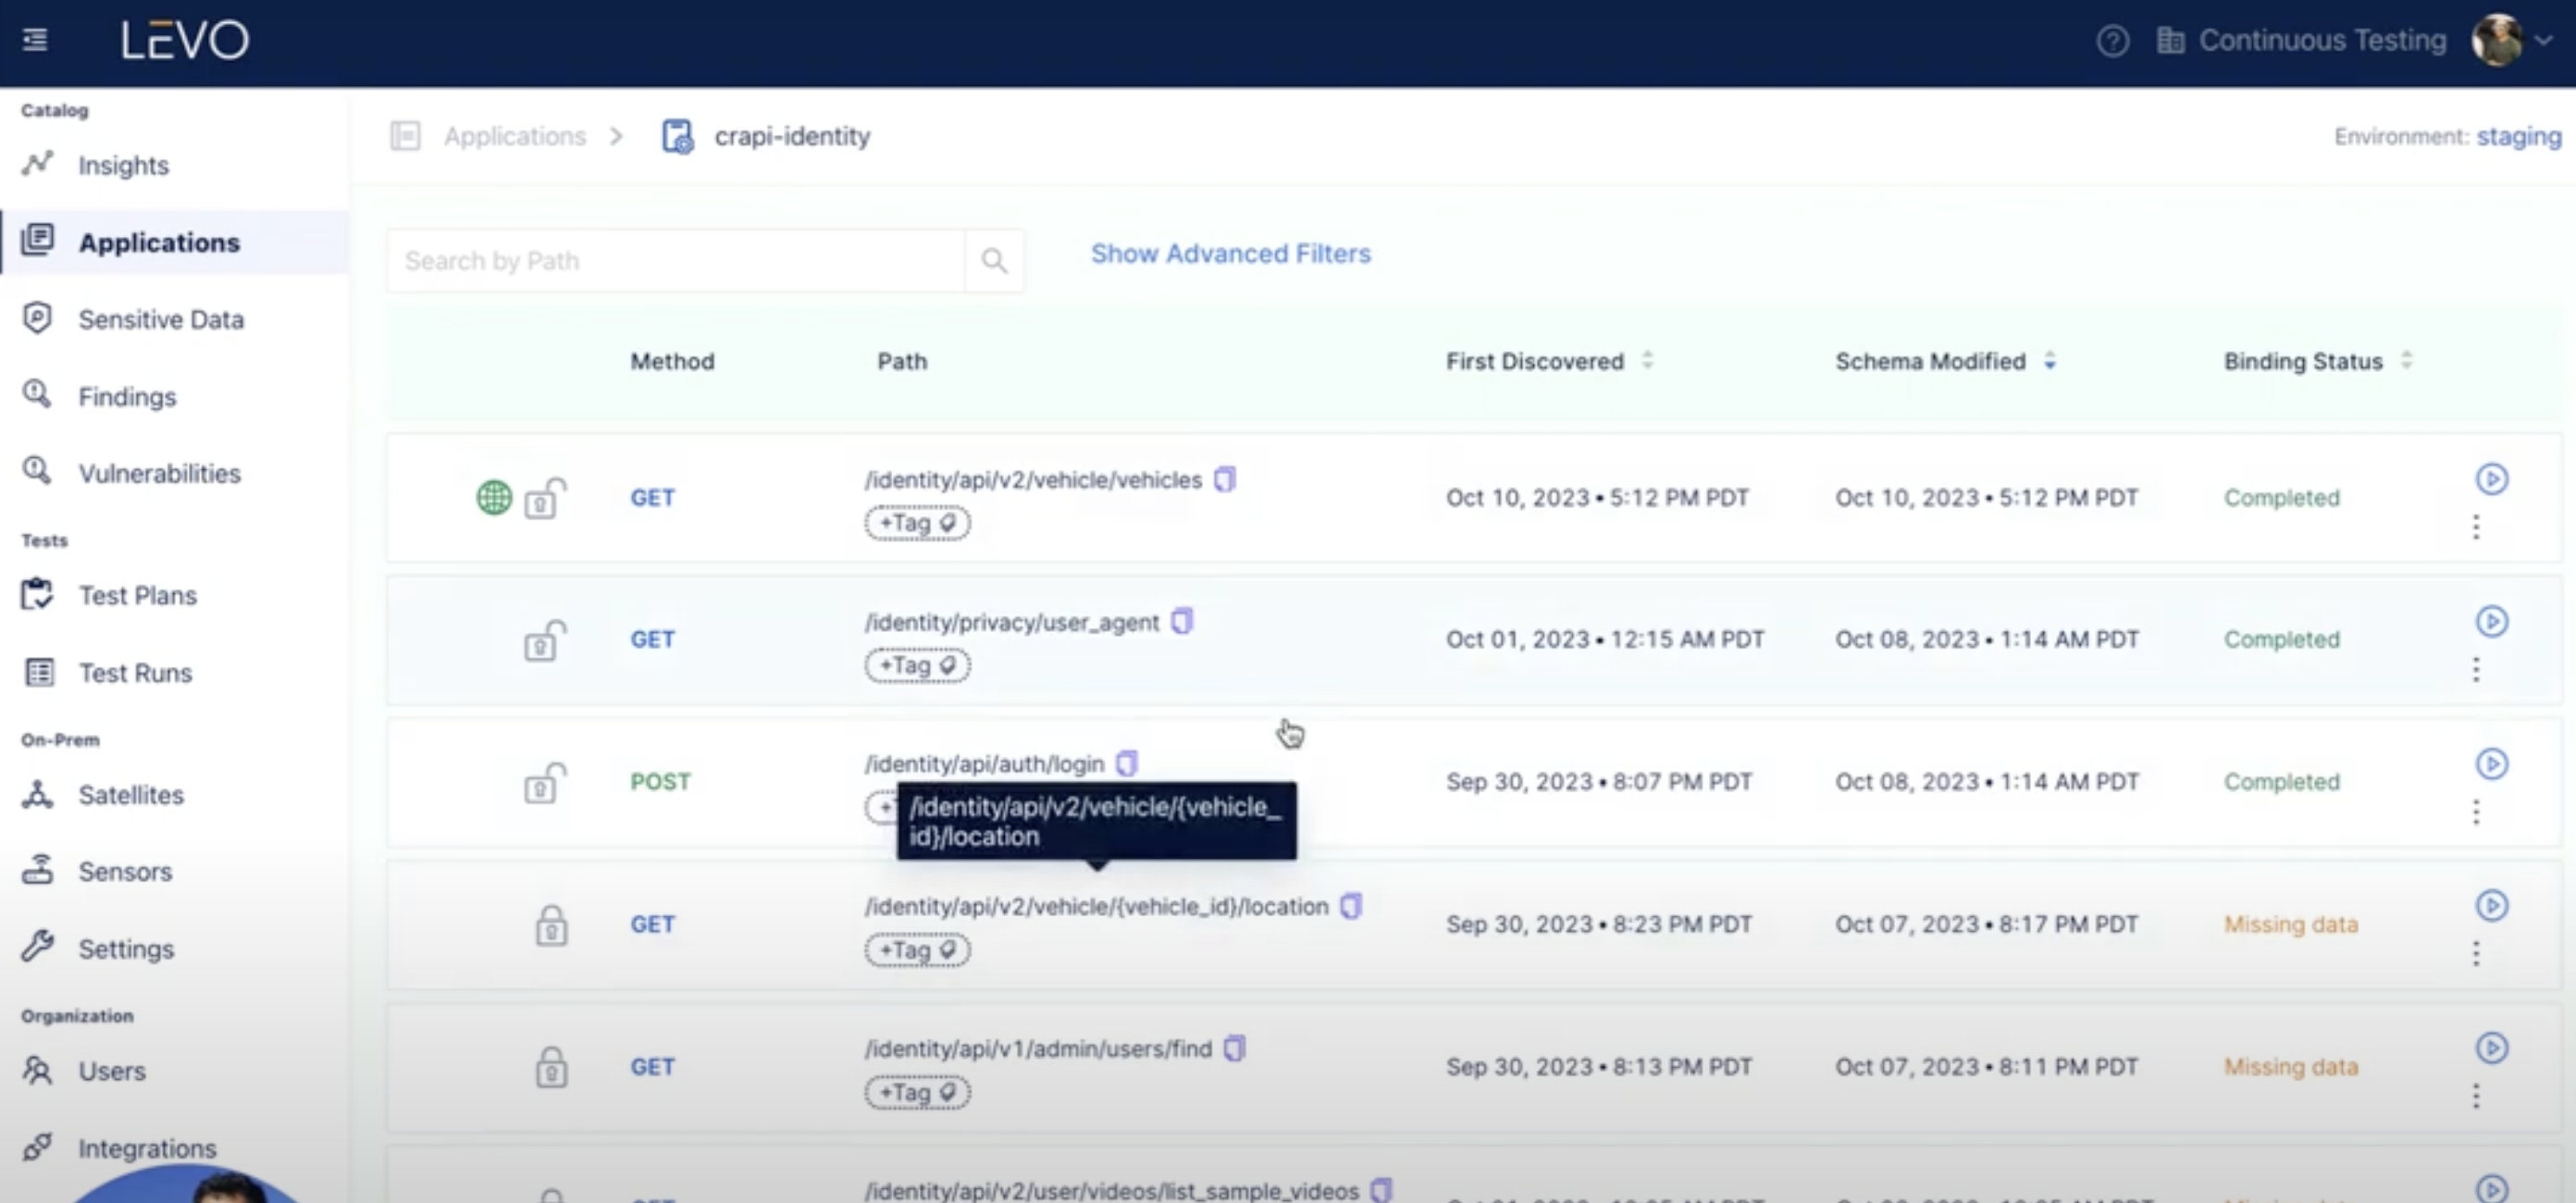 LEVO
Continuous Testing
Catalog
Insights
Applications
Sensitive Data
Findings
Vulnerabilities
Tests
Test Plans
Test Runs
On-Prem
Satellites
Sensors
Settings
Organization
Users
Integrations
Applications > crapi-identity
Environment: staging
Search by Path
Show Advanced Filters
Method Path First Discovered Schema Modified Binding Status
GET /identity/api/v2/vehicle/vehicles Oct 10, 2023 • 5:12 PM PDT Oct 10, 2023 • 5:12 PM PDT Completed
+Tag
GET /identity/privacy/user_agent Oct 01, 2023 • 12:15 AM PDT Oct 08, 2023 • 1:14 AM PDT Completed
+Tag
POST /identity/api/auth/login Sep 30, 2023 • 8:07 PM PDT Oct 08, 2023 • 1:14 AM PDT Completed
/identity/api/v2/vehicle/{vehicle_
id}/location
GET /identity/api/v2/vehicle/{vehicle_id}/location Sep 30, 2023 • 8:23 PM PDT Oct 07, 2023 • 8:17 PM PDT Missing data
+Tag
GET /identity/api/v1/admin/users/find Sep 30, 2023 • 8:13 PM PDT Oct 07, 2023 • 8:11 PM PDT Missing data
+Tag
/identity/api/v2/user/videos/list_sample_videos